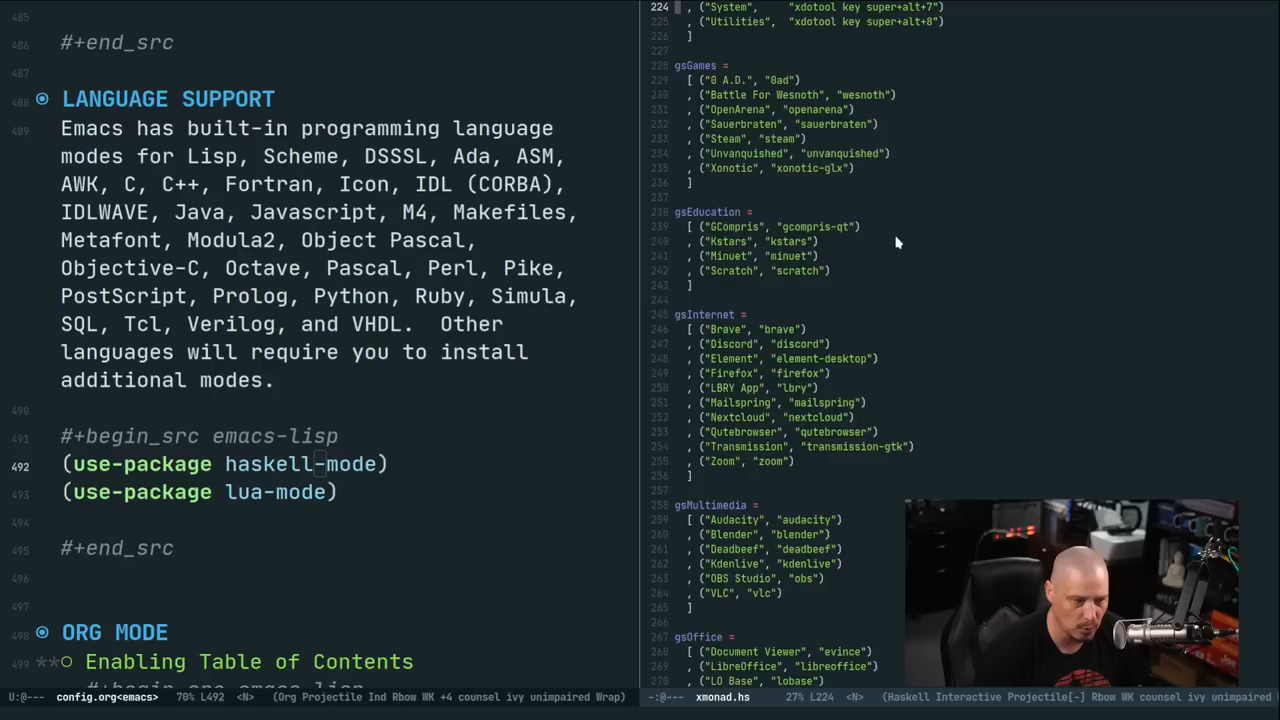 485
486 #+end_src
487
488 LANGUAGE SUPPORT
489 Emacs has built-in programming language
modes for Lisp, Scheme, DSSSL, Ada, ASM,
AWK, C, C++, Fortran, Icon, IDL (CORBA),
IDLWAVE, Java, Javascript, M4, Makefiles,
Metafont, Modula2, Object Pascal,
Objective-C, Octave, Pascal, Perl, Pike,
PostScript, Prolog, Python, Ruby, Simula,
SQL, Tcl, Verilog, and VHDL.  Other
languages will require you to install
additional modes.
490
491 #+begin_src emacs-lisp
492 (use-package haskell-mode)
493 (use-package lua-mode)
494
495 #+end_src
496
497
498 ORG MODE
499 **○ Enabling Table of Contents
#+begin_src emacs-lisp
U:@--- config.org<emacs> 70% L492 <N> (Org Projectile Ind Rbow WK +4 counsel ivy unimpaired Wrap)
224 , ("System", "xdotool key super+alt+7")
225 , ("Utilities", "xdotool key super+alt+8")
226 ]
227
228 gsGames =
229 [ ("0 A.D.", "0ad")
230 , ("Battle For Wesnoth", "wesnoth")
231 , ("OpenArena", "openarena")
232 , ("Sauerbraten", "sauerbraten")
233 , ("Steam", "steam")
234 , ("Unvanquished", "unvanquished")
235 , ("Xonotic", "xonotic-glx")
236 ]
237
238 gsEducation =
239 [ ("GCompris", "gcompris-qt")
240 , ("Kstars", "kstars")
241 , ("Minuet", "minuet")
242 , ("Scratch", "scratch")
243 ]
244
245 gsInternet =
246 [ ("Brave", "brave")
247 , ("Discord", "discord")
248 , ("Element", "element-desktop")
249 , ("Firefox", "firefox")
250 , ("LBRY App", "lbry")
251 , ("Mailspring", "mailspring")
252 , ("Nextcloud", "nextcloud")
253 , ("Qutebrowser", "qutebrowser")
254 , ("Transmission", "transmission-gtk")
255 , ("Zoom", "zoom")
256 ]
257
258 gsMultimedia =
259 [ ("Audacity", "audacity")
260 , ("Blender", "blender")
261 , ("Deadbeef", "deadbeef")
262 , ("Kdenlive", "kdenlive")
263 , ("OBS Studio", "obs")
264 , ("VLC", "vlc")
265 ]
266
267 gsOffice =
268 [ ("Document Viewer", "evince")
269 , ("LibreOffice", "libreoffice")
270 , ("LO Base", "lobase")
-:@--- xmonad.hs 27% L224 <N> (Haskell Interactive Projectile[-] Rbow WK counsel ivy unimpaired